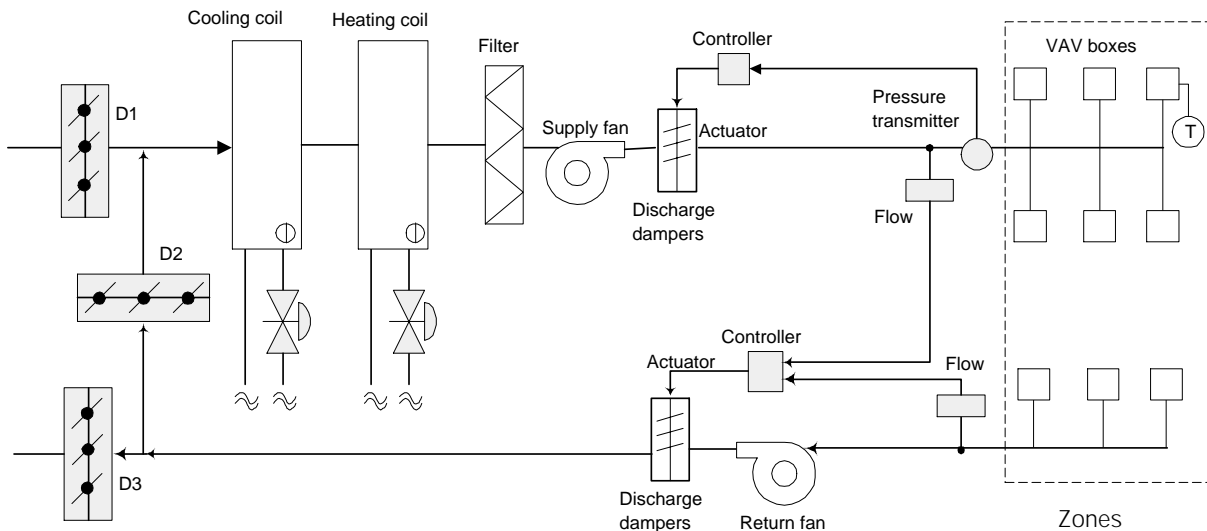 Cooling coil
Heating coil
Filter
Controller
VAV boxes
D1
Pressure
transmitter
Supply fan
Actuator
T
Discharge
dampers
Flow
D2
Controller
Actuator
Flow
D3
Discharge
dampers
Return fan
Zones